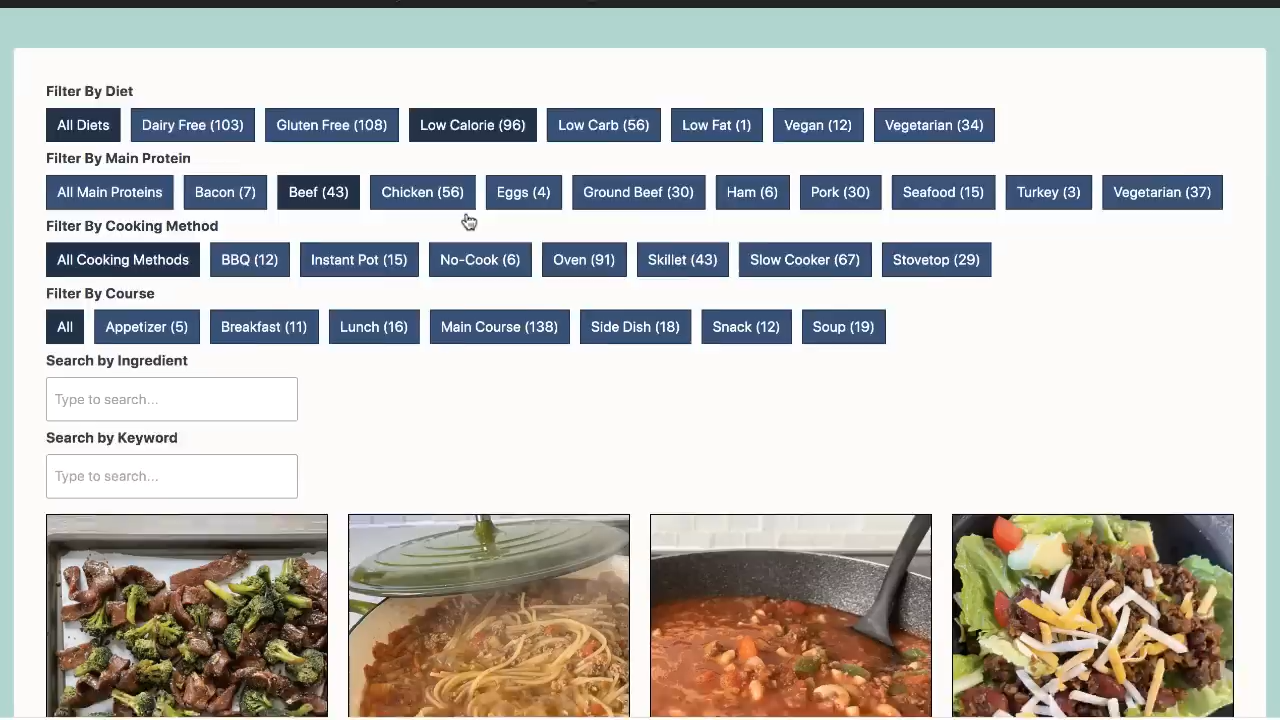 Filter By Diet
All Diets Dairy Free (103) Gluten Free (108) Low Calorie (96) Low Carb (56) Low Fat (1) Vegan (12) Vegetarian (34)
Filter By Main Protein
All Main Proteins Bacon (7) Beef (43) Chicken (56) Eggs (4) Ground Beef (30) Ham (6) Pork (30) Seafood (15) Turkey (3) Vegetarian (37)
Filter By Cooking Method
All Cooking Methods BBQ (12) Instant Pot (15) No-Cook (6) Oven (91) Skillet (43) Slow Cooker (67) Stovetop (29)
Filter By Course
All Appetizer (5) Breakfast (11) Lunch (16) Main Course (138) Side Dish (18) Snack (12) Soup (19)
Search by Ingredient
Type to search...
Search by Keyword
Type to search...